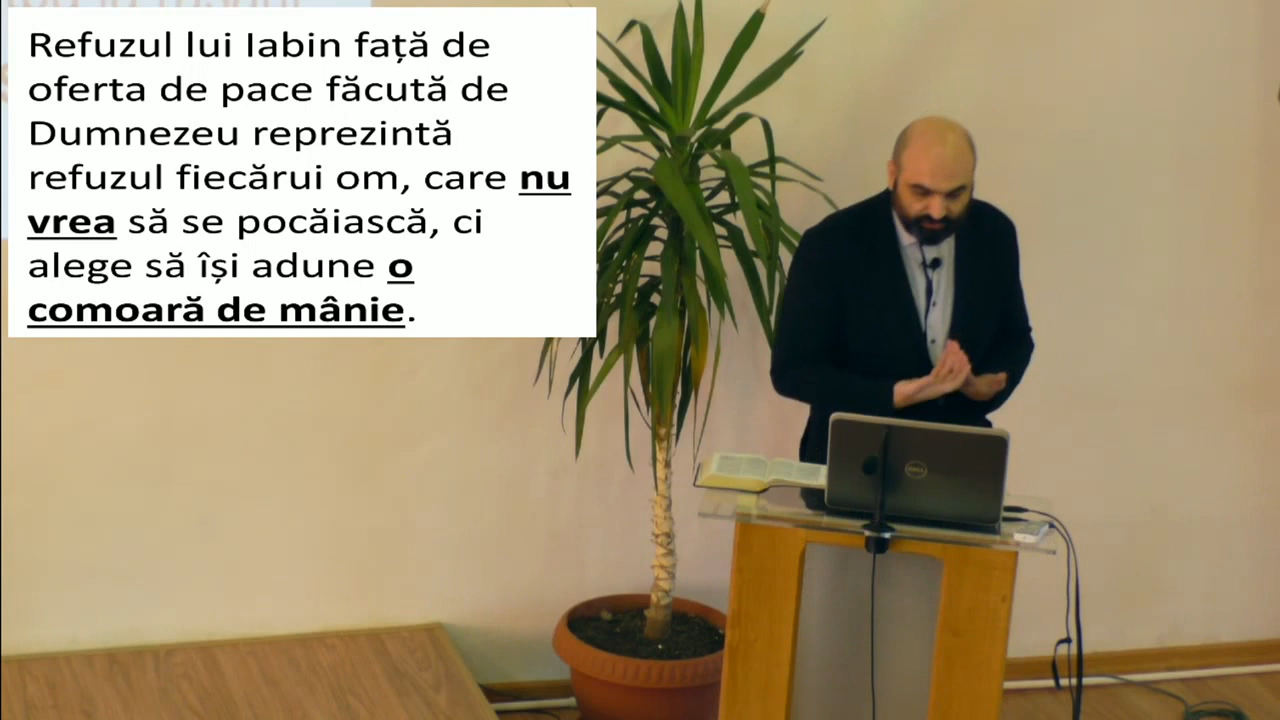 Refuzul lui Iabin față de
oferta de pace făcută de
Dumnezeu reprezintă
refuzul fiecărui om, care nu
vrea să se pocăiască, ci
alege să își adune o
comoară de mânie.
DELL